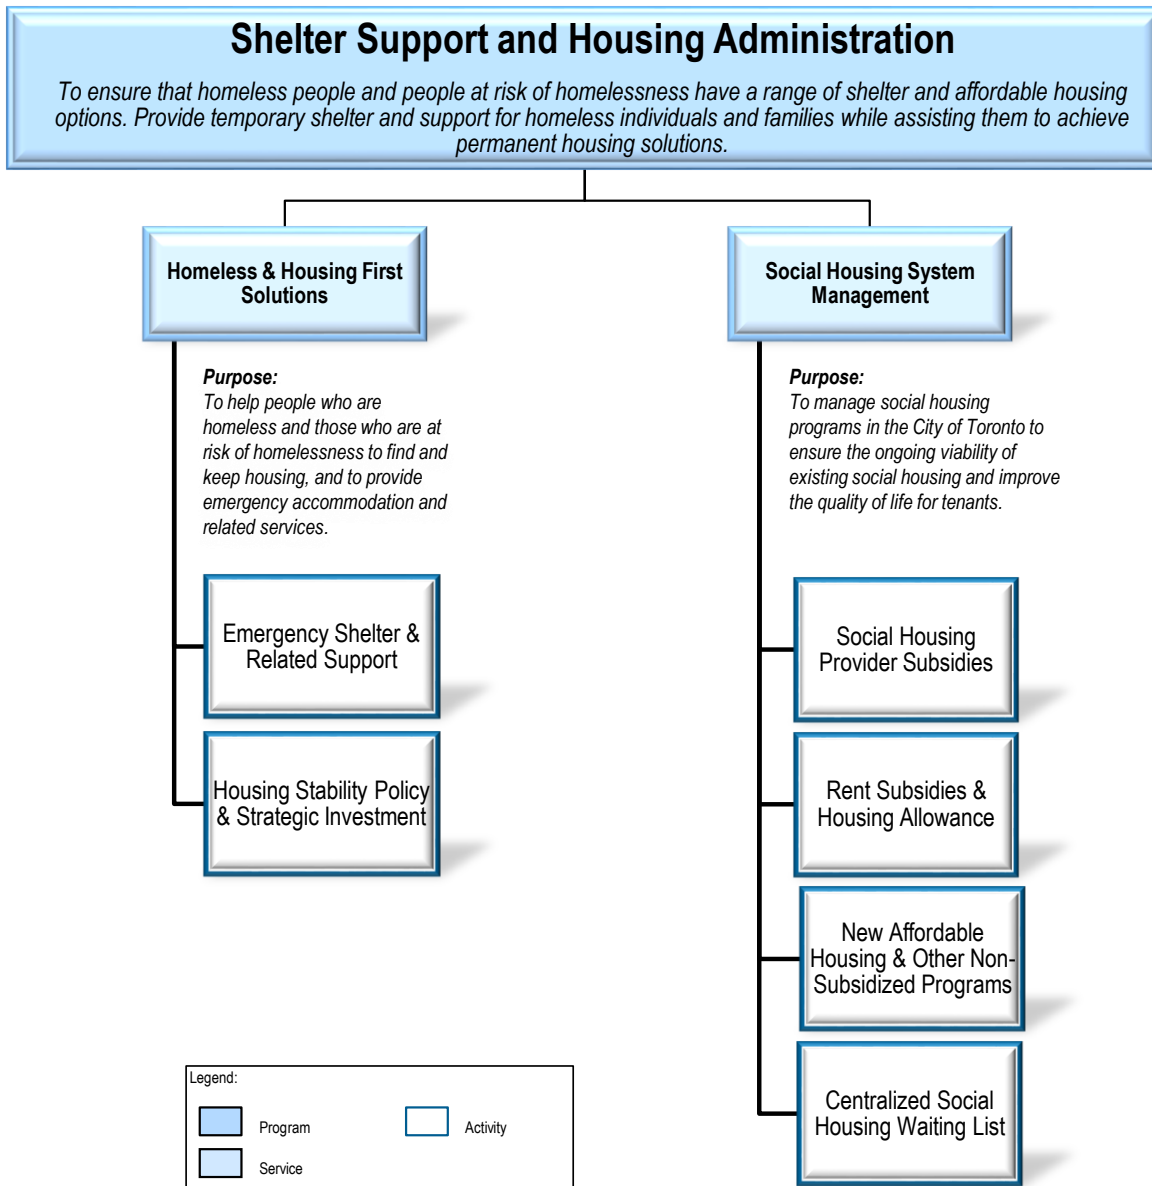 Shelter Support and Housing Administration
To ensure that homeless people and people at risk of homelessness have a range of shelter and affordable housing
options. Provide temporary shelter and support for homeless individuals and families while assisting them to achieve
permanent housing solutions.
Homeless & Housing First
Solutions
Purpose:
To help people who are
homeless and those who are at
risk of homelessness to find and
keep housing, and to provide
emergency accommodation and
related services.
Emergency Shelter &
Related Support
Housing Stability Policy
& Strategic Investment
Social Housing System
Management
Purpose:
To manage social housing
programs in the City of Toronto to
ensure the ongoing viability of
existing social housing and improve
the quality of life for tenants.
Social Housing
Provider Subsidies
Rent Subsidies &
Housing Allowance
New Affordable
Housing & Other Non-
Subsidized Programs
Centralized Social
Housing Waiting List
Legend:
Program
Activity
Service